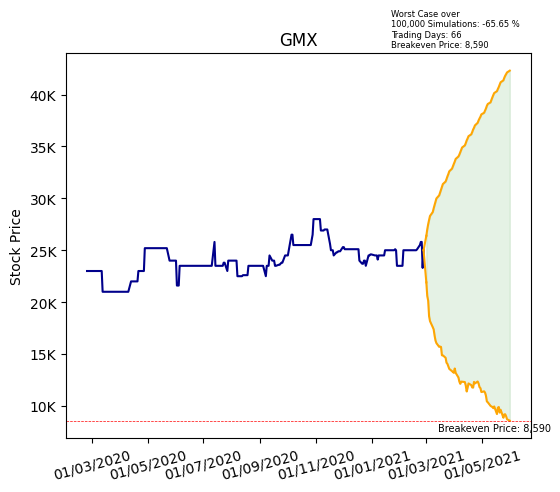 Worst Case over
100,000 Simulations: -65.65 %
Trading Days: 66
Breakeven Price: 8,590
GMX
Stock Price
40K
35K
30K
25K
20K
15K
10K
Breakeven Price: 8,590
01/03/2020
01/05/2020
01/07/2020
01/09/2020
01/11/2020
01/01/2021
01/03/2021
01/05/2021